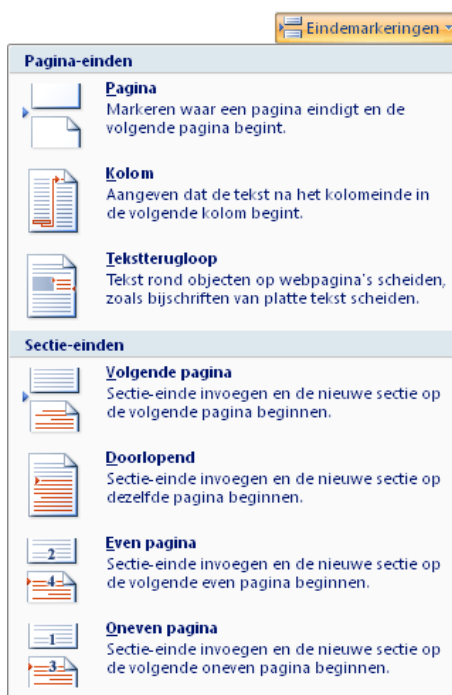 Eindemarkeringen
Pagina-einden
Pagina
Markeren waar een pagina eindigt en de
volgende pagina begint.
Kolom
Aangeven dat de tekst na het kolomeinde in
de volgende kolom begint.
Tekstterugloop
Tekst rond objecten op webpagina's scheiden,
zoals bijschriften van platte tekst scheiden.
Sectie-einden
Volgende pagina
Sectie-einde invoegen en de nieuwe sectie op
de volgende pagina beginnen.
Doorlopend
Sectie-einde invoegen en de nieuwe sectie op
dezelfde pagina beginnen.
Even pagina
2
Sectie-einde invoegen en de nieuwe sectie op
4
de volgende even pagina beginnen.
Oneven pagina
1
Sectie-einde invoegen en de nieuwe sectie op
3
de volgende oneven pagina beginnen.